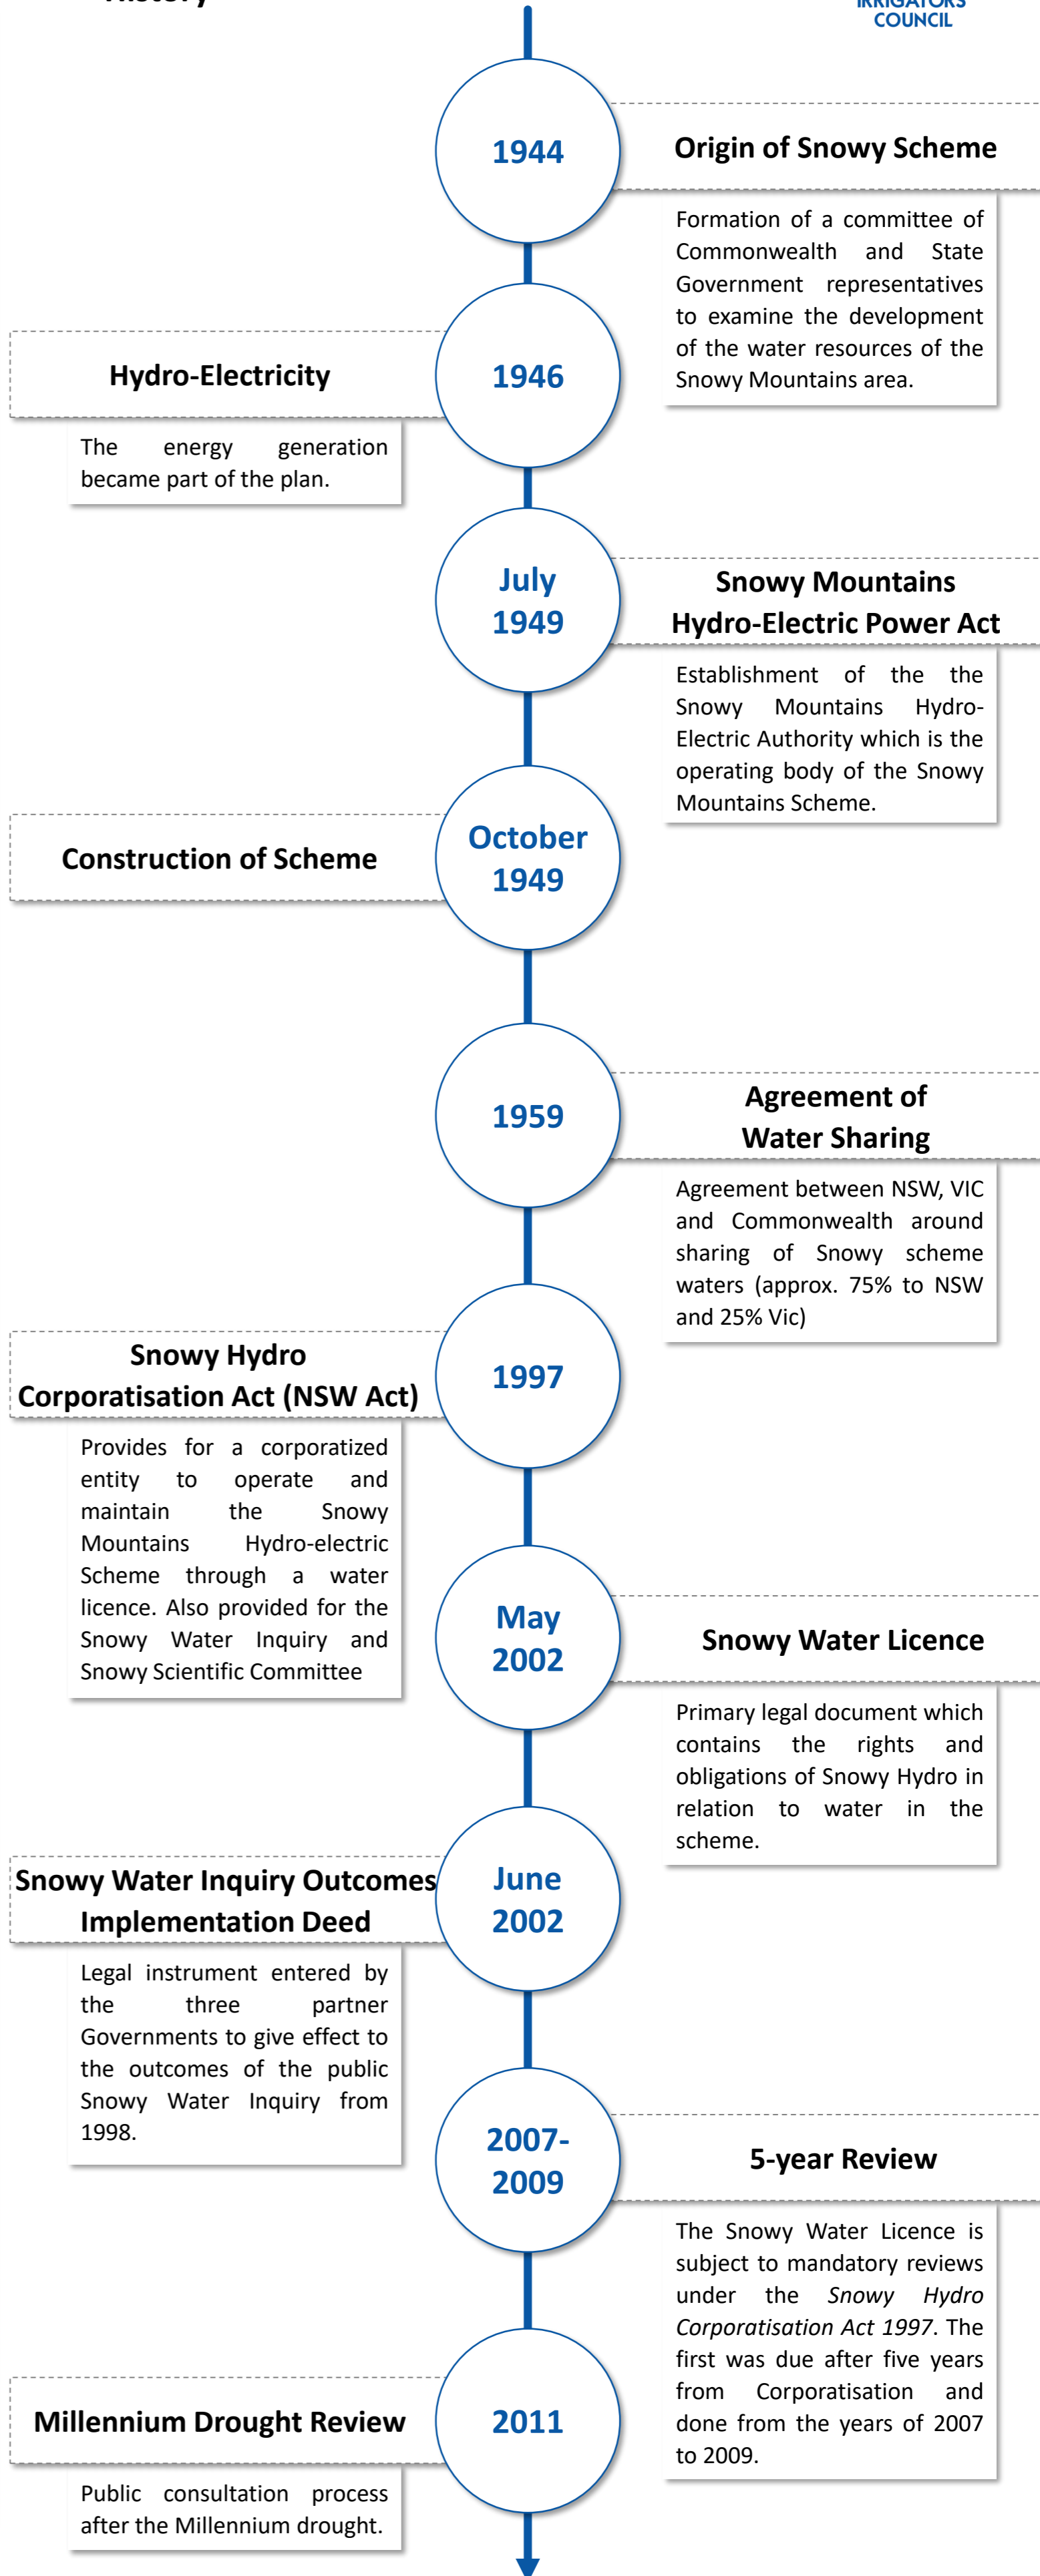 History
IRRIGATORS
COUNCIL
1944
Origin of Snowy Scheme
Formation of a committee of
Commonwealth and State
Government representatives
to examine the development
of the water resources of the
Snowy Mountains area.
1946
Hydro-Electricity
The energy generation
became part of the plan.
July
1949
Snowy Mountains
Hydro-Electric Power Act
Establishment of the the
Snowy Mountains Hydro-
Electric Authority which is the
operating body of the Snowy
Mountains Scheme.
October
1949
Construction of Scheme
1959
Agreement of
Water Sharing
Agreement between NSW, VIC
and Commonwealth around
sharing of Snowy scheme
waters (approx. 75% to NSW
and 25% Vic)
1997
Snowy Hydro
Corporatisation Act (NSW Act)
Provides for a corporatized
entity to operate and
maintain the Snowy
Mountains Hydro-electric
Scheme through a water
licence. Also provided for the
Snowy Water Inquiry and
Snowy Scientific Committee
May
2002
Snowy Water Licence
Primary legal document which
contains the rights and
obligations of Snowy Hydro in
relation to water in the
scheme.
June
2002
Snowy Water Inquiry Outcomes
Implementation Deed
Legal instrument entered by
the three partner
Governments to give effect to
the outcomes of the public
Snowy Water Inquiry from
1998.
2007-
2009
5-year Review
The Snowy Water Licence is
subject to mandatory reviews
under the Snowy Hydro
Corporatisation Act 1997. The
first was due after five years
from Corporatisation and
done from the years of 2007
to 2009.
2011
Millennium Drought Review
Public consultation process
after the Millennium drought.